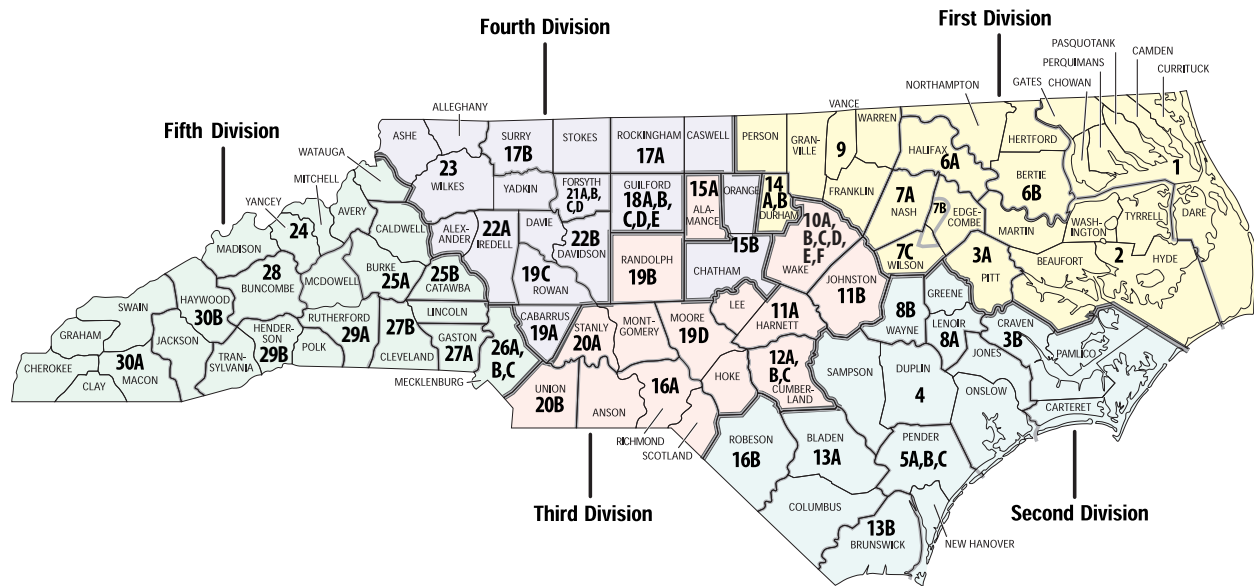 Fourth Division
First Division
PASQUOTANK
CAMDEN
PERQUIMANS
CURRITUCK
NORTHAMPTON
GATES
CHOWAN
ALLEGHANY
VANCE
Fifth Division
ASHE
SURRY
17B
STOKES
ROCKINGHAM
17A
CASWELL
PERSON
GRAN-
VILLE
9
WARREN
HALIFAX
6A
HERTFORD
WATAUGA
23
WILKES
YADKIN
FORSYTH
21A,B,
C,D
GUILFORD
18A,B,
C,D,E
15A
ALA-
MANCE
ORANGE
14
A,B
DURHAM
FRANKLIN
7A
NASH
7B
EDGE-
COMBE
BERTIE
6B
1
MITCHELL
YANCEY
AVERY
CALDWELL
ALEX-
ANDER
22A
IREDELL
DAVIE
22B
DAVIDSON
10A,
B,C,D,
E,F
WAKE
MARTIN
WASH-
INGTON
TYRRELL
DARE
24
MADISON
28
BUNCOMBE
MCDOWELL
BURKE
25A
25B
CATAWBA
19C
ROWAN
RANDOLPH
19B
15B
CHATHAM
JOHNSTON
11B
7C
WILSON
3A
PITT
BEAUFORT
2
HYDE
SWAIN
HAYWOOD
30B
RUTHERFORD
29A
LINCOLN
27B
CLEVELAND
GASTON
27A
CABARRUS
19A
STANLY
20A
MONT-
GOMERY
MOORE
19D
LEE
11A
HARNETT
8B
WAYNE
GREENE
LENOIR
8A
CRAVEN
3B
PAMLICO
JONES
GRAHAM
JACKSON
HENDER-
SON
29B
POLK
TRAN-
SYLVANIA
26A,
B,C
MECKLENBURG
CHEROKEE
30A
MACON
CLAY
UNION
20B
ANSON
16A
RICHMOND
SCOTLAND
HOKE
12A,
B,C
CUMBER-
LAND
SAMPSON
DUPLIN
4
ONSLOW
CARTERET
ROBESON
16B
BLADEN
13A
PENDER
5A,B,C
COLUMBUS
13B
BRUNSWICK
NEW HANOVER
Third Division
Second Division